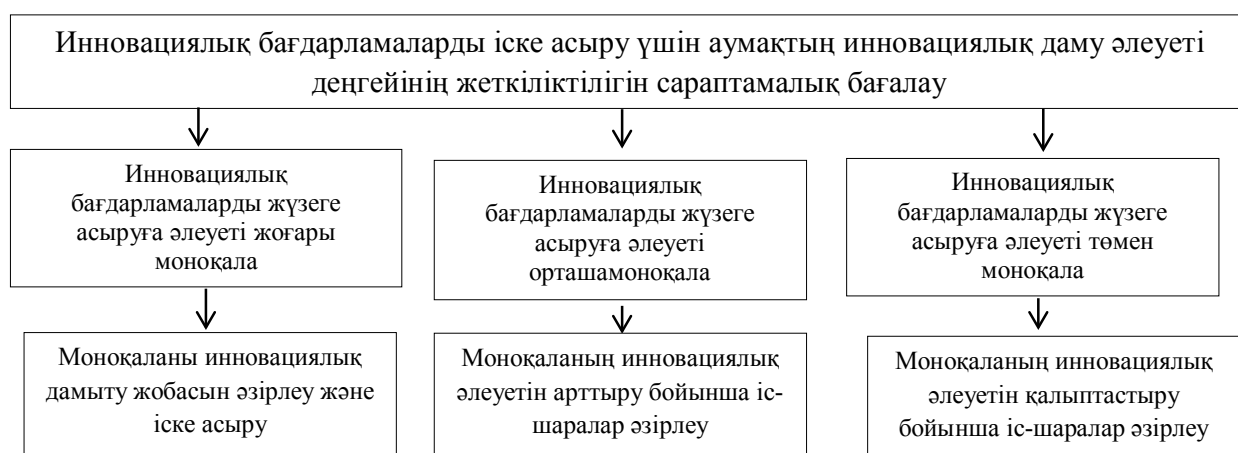 Инновациялық бағдарламаларды іске асыру үшін аумақтың инновациялық даму әлеуеті
деңгейінің жеткіліктілігін сараптамалық бағалау
Инновациялық
бағдарламаларды жүзеге
асыруға әлеуеті жоғары
моноқала
Инновациялық
бағдарламаларды жүзеге
асыруға әлеуеті
орташамоноқала
Инновациялық
бағдарламаларды жүзеге
асыруға әлеуеті төмен
моноқала
Моноқаланы инновациялық
дамыту жобасын әзірлеу және
іске асыру
Моноқаланың инновациялық
әлеуетін арттыру бойынша іс-
шаралар әзірлеу
Моноқаланың инновациялық
әлеуетін қалыптастыру
бойынша іс-шаралар әзірлеу